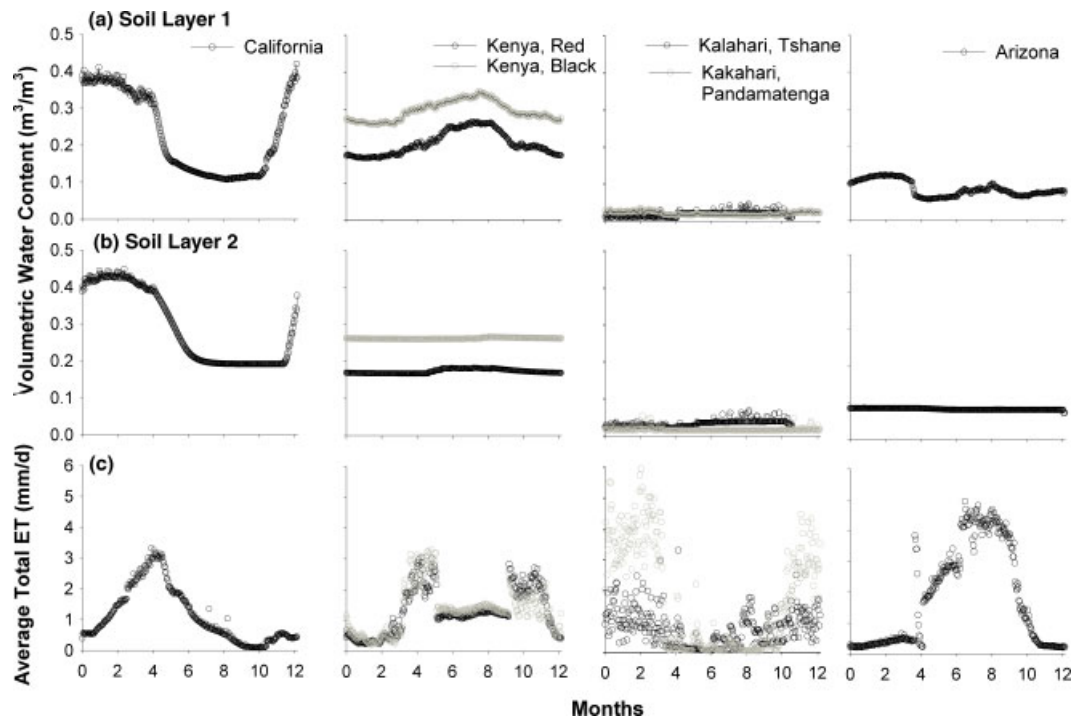 (a) Soil Layer 1
California
Kenya, Red
Kenya, Black
Kalahari, Tshane
Kakahari,
Pandamatenga
Arizona
0.5
0.4
0.3
0.2
0.1
0.0
Volumetric Water Content (m³/m³)
(b) Soil Layer 2
0.5
0.4
0.3
0.2
0.1
0.0
(c)
Average Total ET (mm/d)
6
5
4
3
2
1
0
0 2 4 6 8 10 12
0 2 4 6 8 10 12
0 2 4 6 8 10 12
0 2 4 6 8 10 12
Months